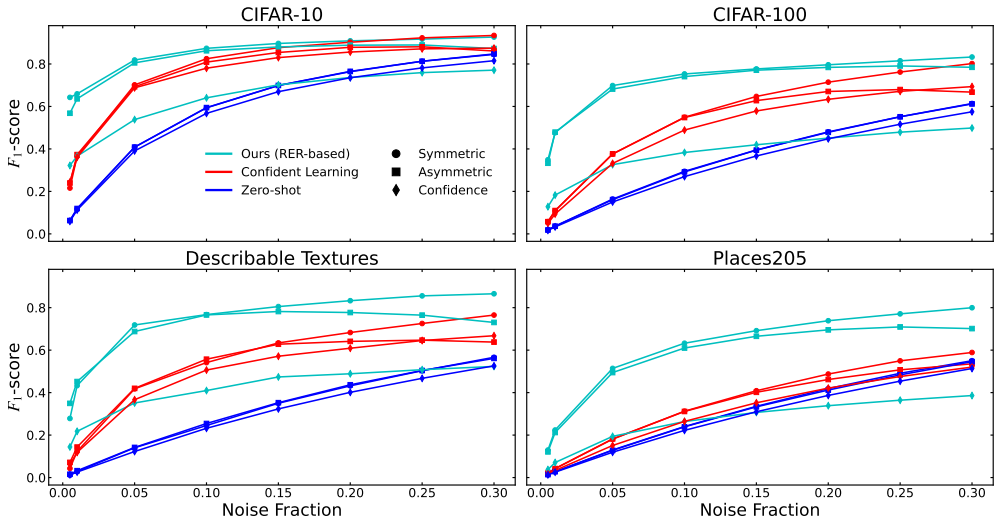 CIFAR-10
CIFAR-100
F1-score
0.8
0.6
0.4
0.2
0.0
Ours (RER-based)
Confident Learning
Zero-shot
Symmetric
Asymmetric
Confidence
Describable Textures
Places205
F1-score
0.8
0.6
0.4
0.2
0.0
0.00 0.05 0.10 0.15 0.20 0.25 0.30
0.00 0.05 0.10 0.15 0.20 0.25 0.30
Noise Fraction
Noise Fraction